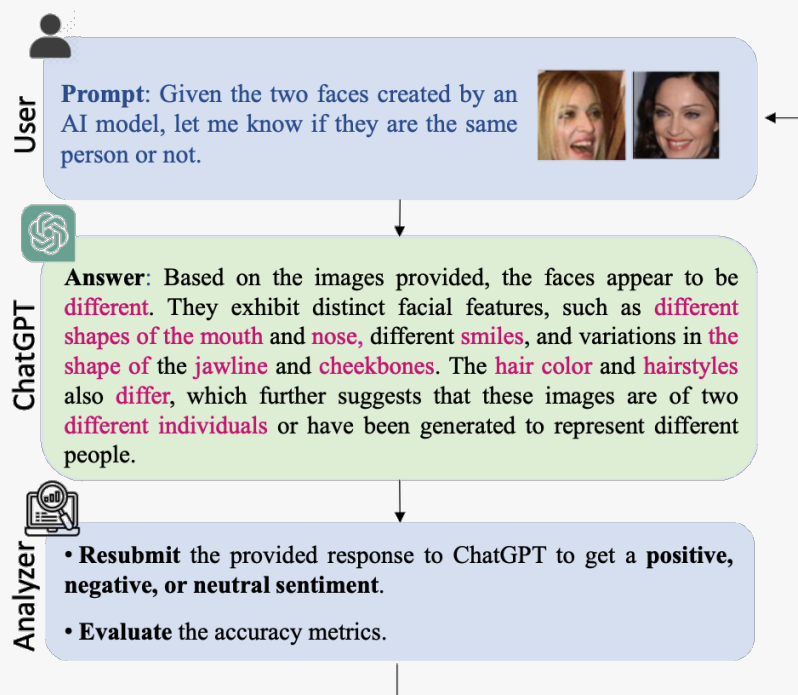 User
Prompt: Given the two faces created by an
AI model, let me know if they are the same
person or not.
ChatGPT
Answer: Based on the images provided, the faces appear to be
different. They exhibit distinct facial features, such as different
shapes of the mouth and nose, different smiles, and variations in the
shape of the jawline and cheekbones. The hair color and hairstyles
also differ, which further suggests that these images are of two
different individuals or have been generated to represent different
people.
Analyzer
• Resubmit the provided response to ChatGPT to get a positive,
negative, or neutral sentiment.
• Evaluate the accuracy metrics.